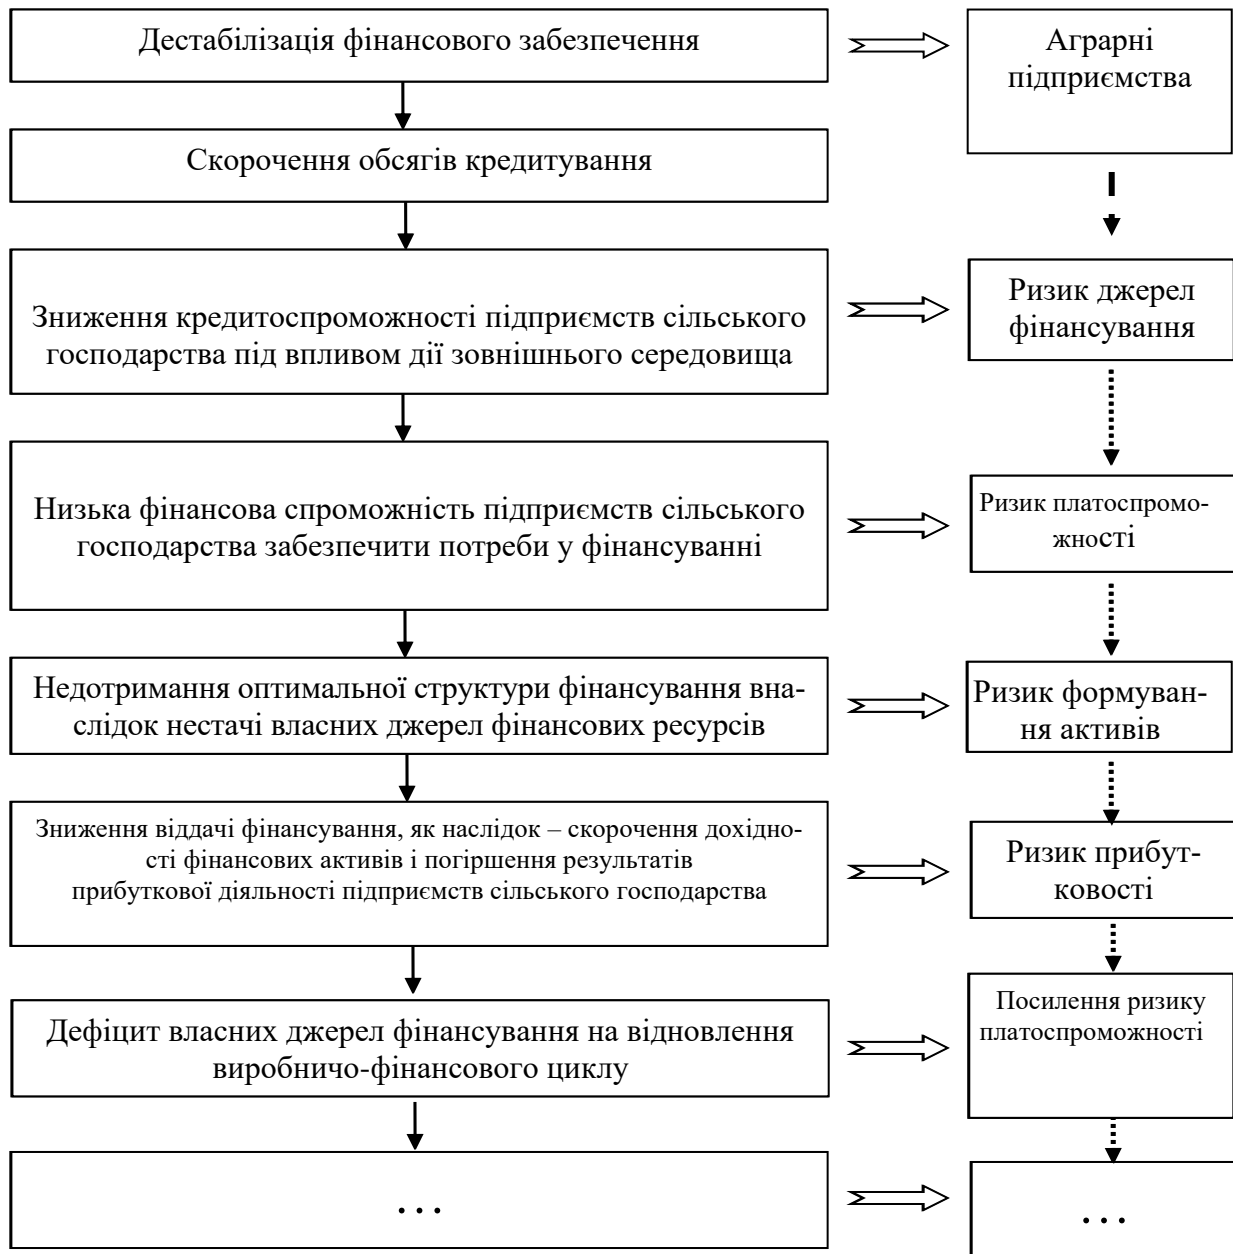 Дестабілізація фінансового забезпечення
Аграрні
підприємства
Скорочення обсягів кредитування
Зниження кредитоспроможності підприємств сільського
господарства під впливом дії зовнішнього середовища
Ризик джерел
фінансування
Низька фінансова спроможність підприємств сільського
господарства забезпечити потреби у фінансуванні
Ризик платоспромо-
жності
Недотримання оптимальної структури фінансування вна-
слідок нестачі власних джерел фінансових ресурсів
Ризик формуван-
ня активів
Зниження віддачі фінансування, як наслідок – скорочення дохідно-
сті фінансових активів і погіршення результатів
прибуткової діяльності підприємств сільського господарства
Ризик прибут-
ковості
Дефіцит власних джерел фінансування на відновлення
виробничо-фінансового циклу
Посилення ризику
платоспроможності
...
...